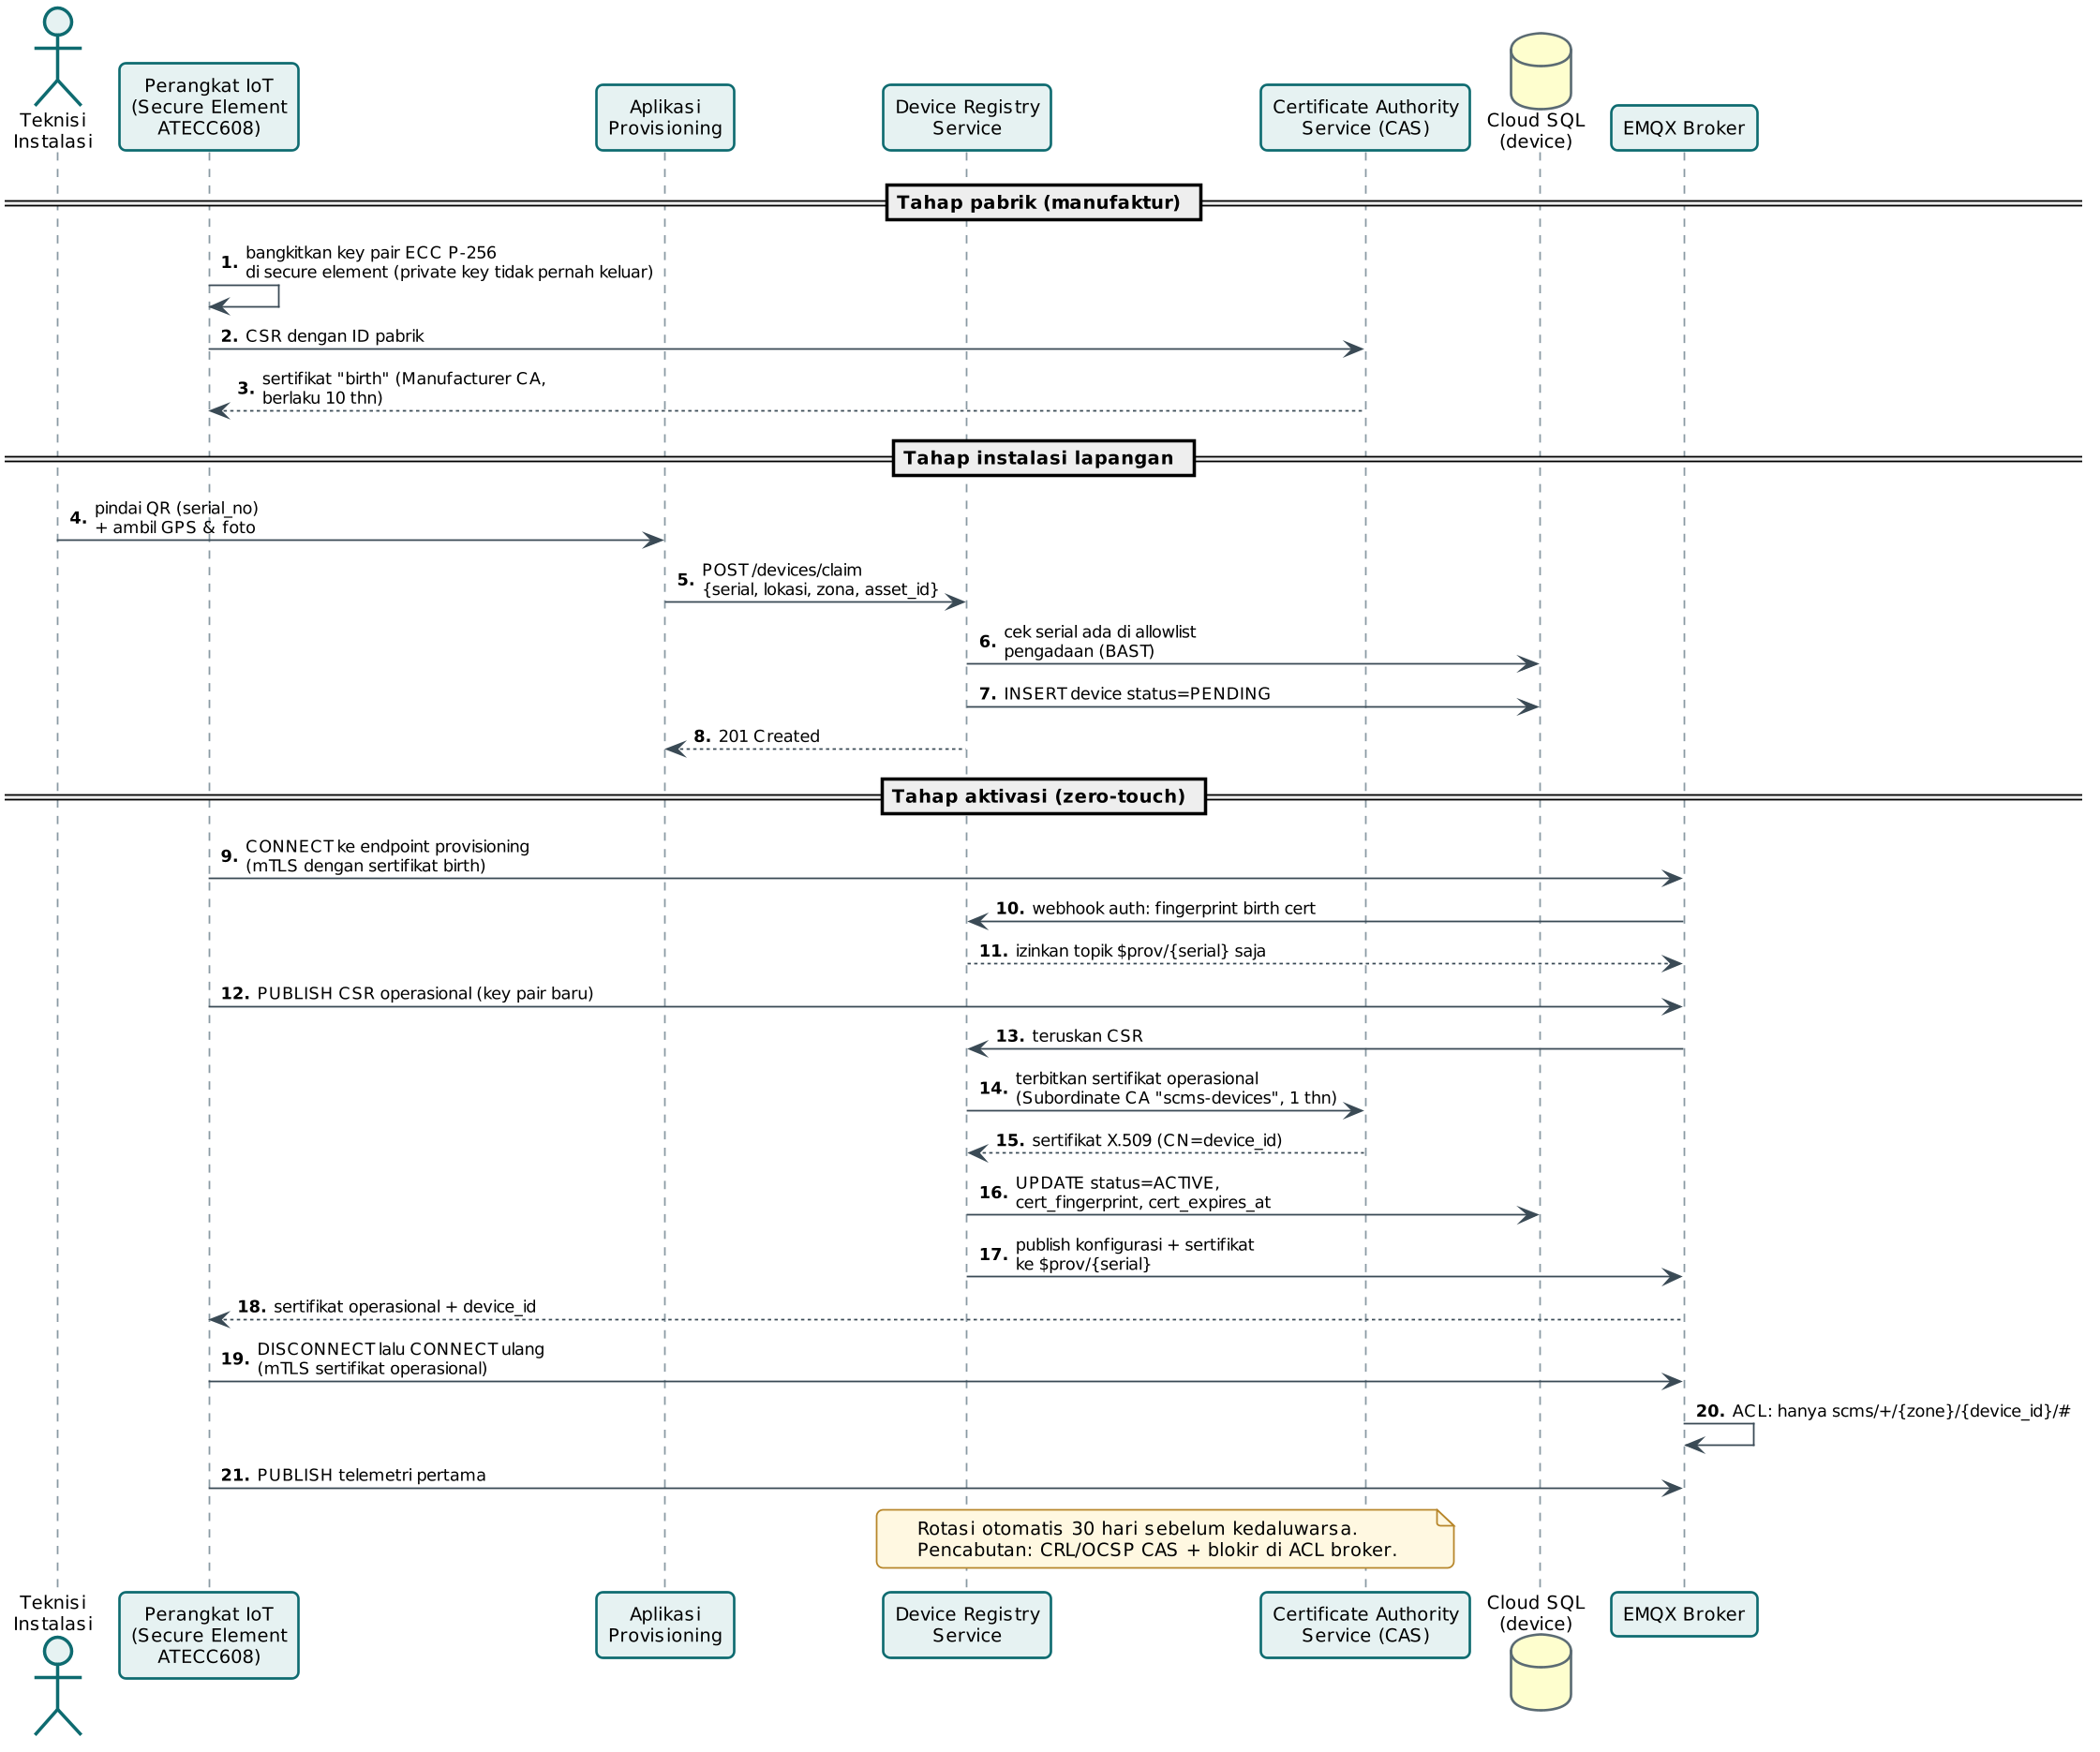 Teknisi
Instalasi
Perangkat IoT
(Secure Element
ATECC608)
Aplikasi
Provisioning
Device Registry
Service
Certificate Authority
Service (CAS)
Cloud SQL
(device)
EMQX Broker
Tahap pabrik (manufaktur)
1. bangkitkan key pair ECC P-256
di secure element (private key tidak pernah keluar)
2. CSR dengan ID pabrik
3. sertifikat "birth" (Manufacturer CA,
berlaku 10 thn)
Tahap instalasi lapangan
4. pindai QR (serial_no)
+ ambil GPS & foto
5. POST /devices/claim
{serial, lokasi, zona, asset_id}
6. cek serial ada di allowlist
pengadaan (BAST)
7. INSERT device status=PENDING
8. 201 Created
Tahap aktivasi (zero-touch)
9. CONNECT ke endpoint provisioning
(mTLS dengan sertifikat birth)
10. webhook auth: fingerprint birth cert
11. izinkan topik $prov/{serial} saja
12. PUBLISH CSR operasional (key pair baru)
13. teruskan CSR
14. terbitkan sertifikat operasional
(Subordinate CA "scms-devices", 1 thn)
15. sertifikat X.509 (CN=device_id)
16. UPDATE status=ACTIVE,
cert_fingerprint, cert_expires_at
17. publish konfigurasi + sertifikat
ke $prov/{serial}
18. sertifikat operasional + device_id
19. DISCONNECT lalu CONNECT ulang
(mTLS sertifikat operasional)
20. ACL: hanya scms/+/{zone}/{device_id}/#
21. PUBLISH telemetri pertama
Rotasi otomatis 30 hari sebelum kedaluwarsa.
Pencabutan: CRL/OCSP CAS + blokir di ACL broker.
Teknisi
Instalasi
Perangkat IoT
(Secure Element
ATECC608)
Aplikasi
Provisioning
Device Registry
Service
Certificate Authority
Service (CAS)
Cloud SQL
(device)
EMQX Broker